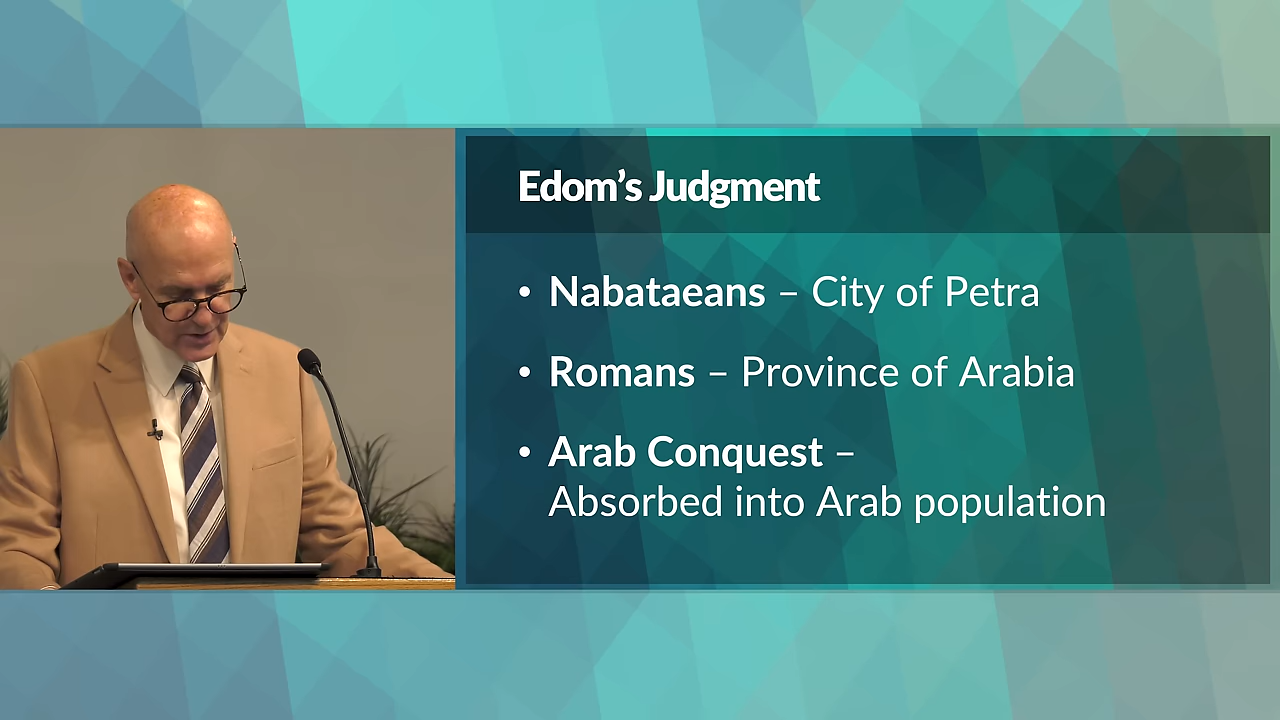 Edom’s Judgment
• Nabataeans – City of Petra
• Romans – Province of Arabia
• Arab Conquest –
Absorbed into Arab population